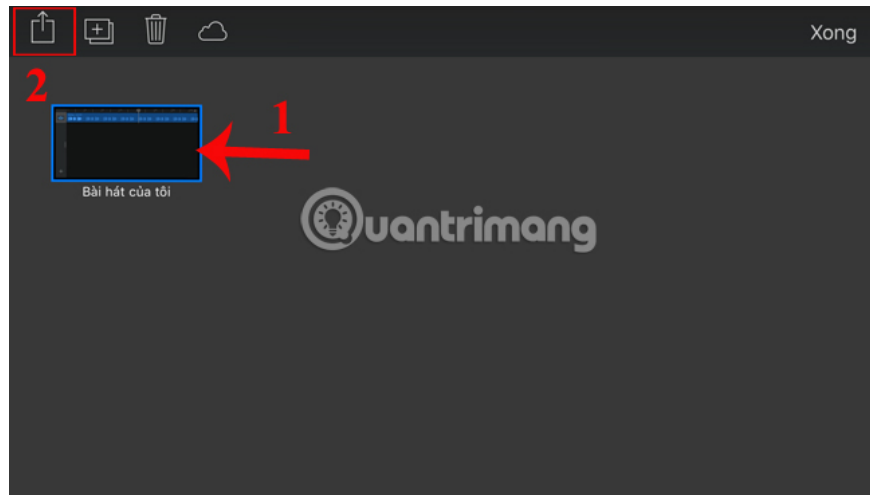 Xong
2
1
Bài hát của tôi
Quantrimang